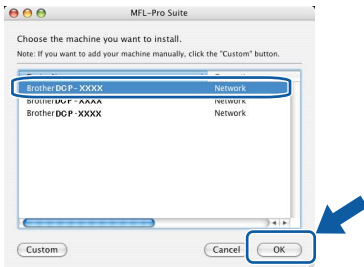 MFL-Pro Suite
Choose the machine you want to install.
Note: If you want to add your machine manually, click the "Custom" button.
Brother DCP-XXXX Network
Brother DCP-XXXX Network
Brother DCP-XXXX Network
Custom Cancel OK